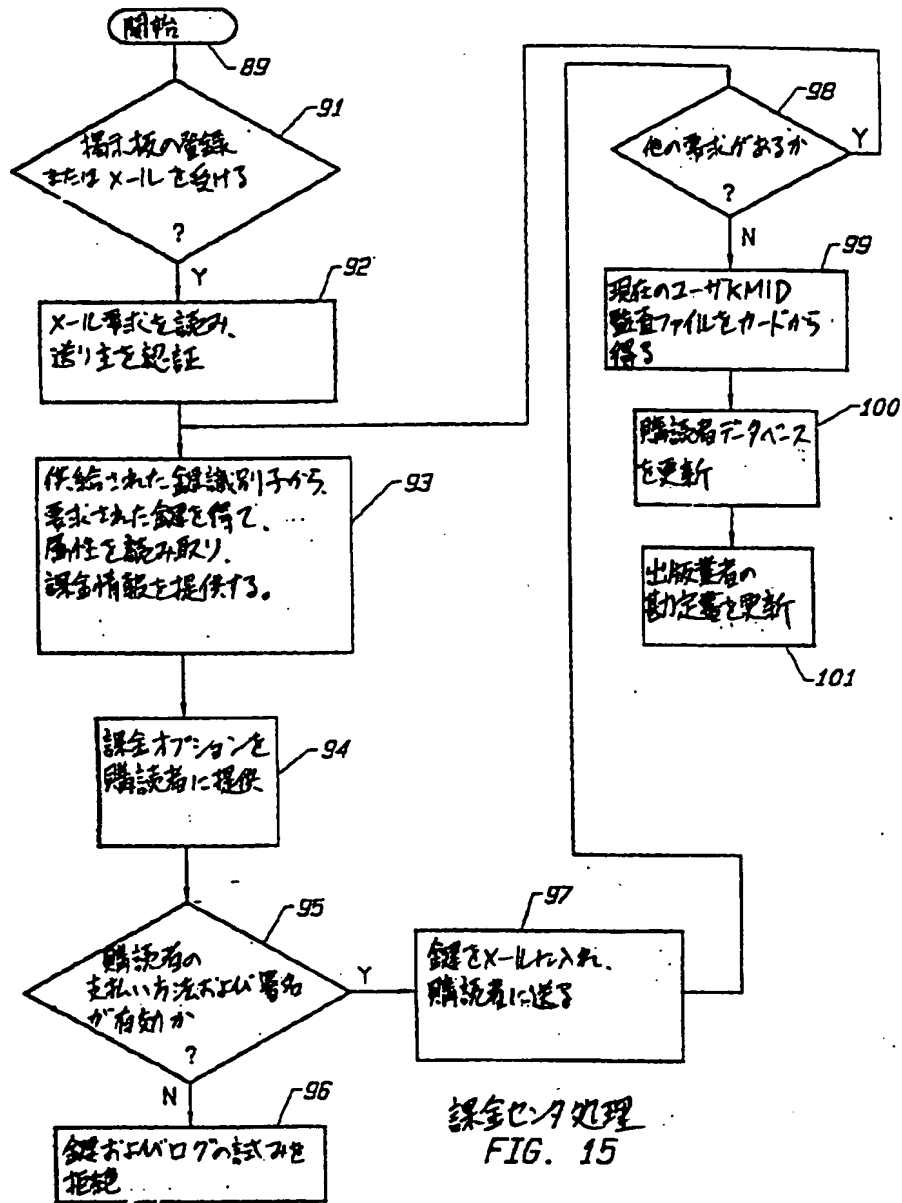 開始
89
91
掲示板の登録
またはメールを受ける
?
Y
92
メール要求を読み、
送り主を認証
93
供給された鍵識別子から、
要求された鍵を得て、
属性を読み取り、
課金情報を提供する。
94
課金オプションを
購読者に提供
95
購読者の
支払い方法および署名
が有効か
?
Y
N
96
鍵およびログの試みを
拒絶
97
鍵をメールに入れ、
購読者に送る
98
他の要求があるか
?
Y
N
99
現在のユーザKMID
監査ファイルをカードから
得る
100
購読者データベース
を更新
出版業者の
勘定書を更新
101
課金センタ処理
FIG. 15